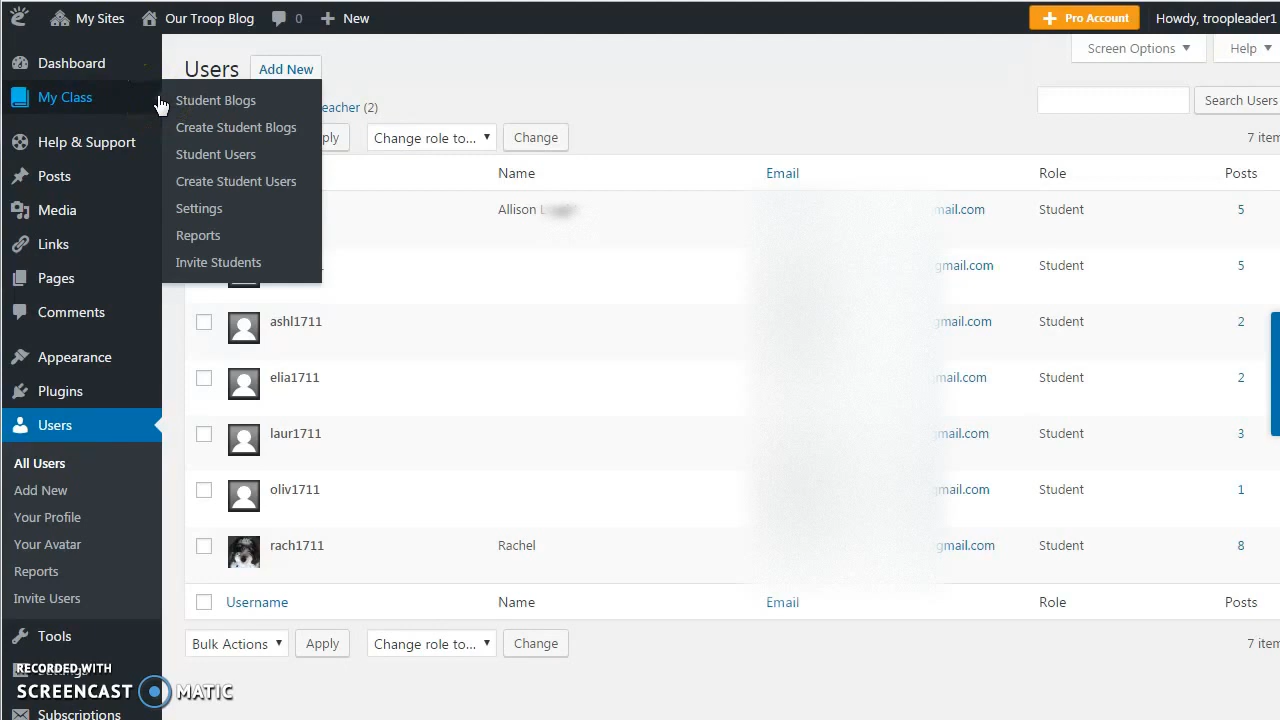 My Sites Our Troop Blog 0 New Pro Account Howdy, troopleader1
Screen Options Help
Dashboard
My Class
Help & Support
Posts
Media
Links
Pages
Comments
Appearance
Plugins
Users
All Users
Add New
Your Profile
Your Avatar
Reports
Invite Users
Tools
Subscriptions
Student Blogs
Create Student Blogs
Student Users
Create Student Users
Settings
Reports
Invite Students
Users Add New
eacher (2)
Search Users
ply Change role to... Change 7 item
Name Email Role Posts
Allison mail.com Student 5
gmail.com Student 5
ashl1711 gmail.com Student 2
elia1711 mail.com Student 2
laur1711 gmail.com Student 3
oliv1711 gmail.com Student 1
rach1711 Rachel gmail.com Student 8
Username Name Email Role Posts
Bulk Actions Apply Change role to... Change 7 item
RECORDED WITH
SCREENCAST MATIC